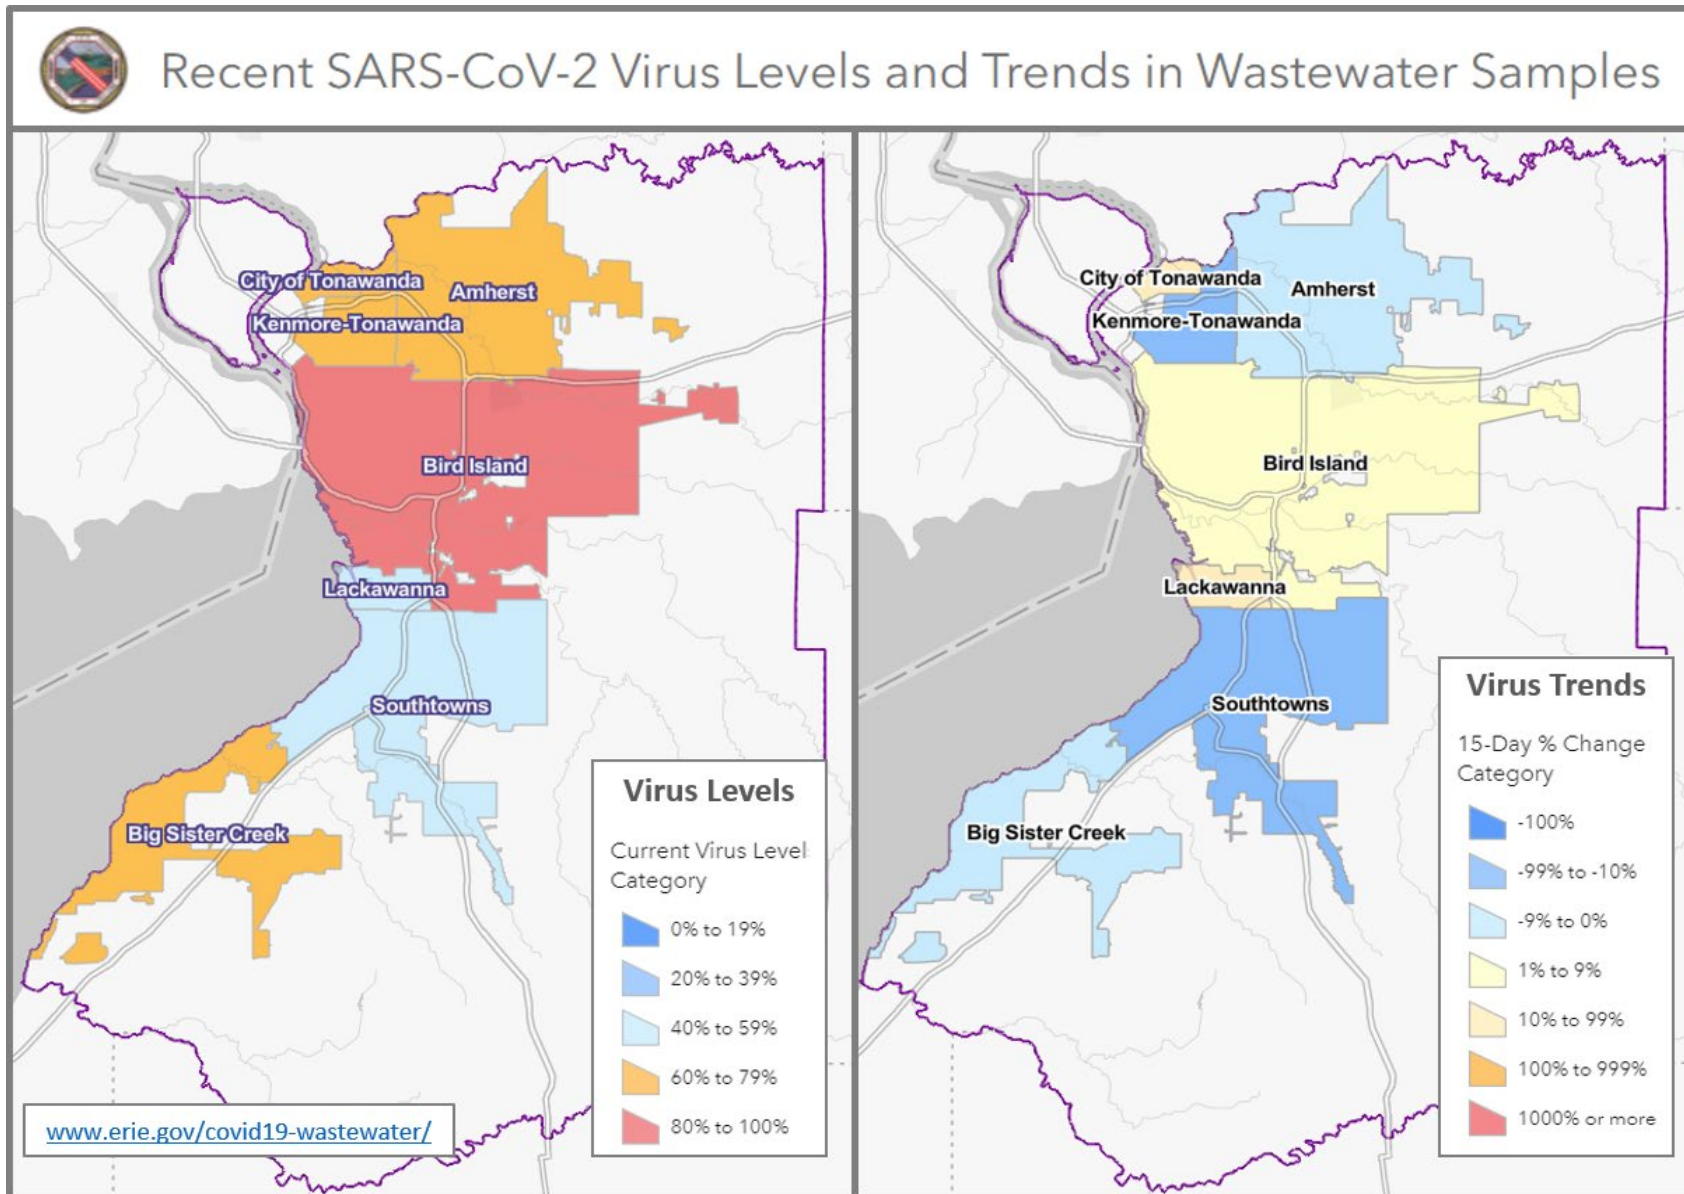 Recent SARS-CoV-2 Virus Levels and Trends in Wastewater Samples
City of Tonawanda
Amherst
Kenmore-Tonawanda
Bird Island
Lackawanna
Southtowns
Big Sister Creek
Virus Levels
Current Virus Level
Category
0% to 19%
20% to 39%
40% to 59%
60% to 79%
80% to 100%
www.erie.gov/covid19-wastewater/
City of Tonawanda
Amherst
Kenmore-Tonawanda
Bird Island
Lackawanna
Southtowns
Big Sister Creek
Virus Trends
15-Day % Change
Category
-100%
-99% to -10%
-9% to 0%
1% to 9%
10% to 99%
100% to 999%
1000% or more